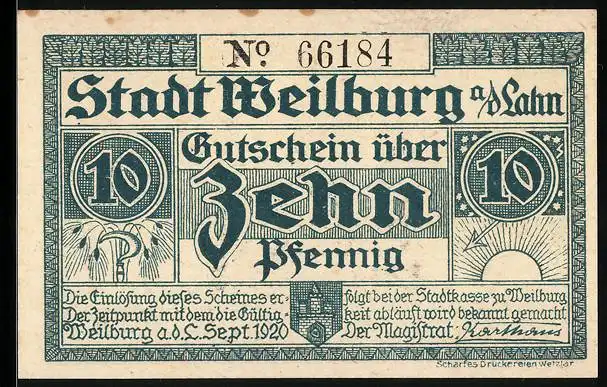 No. 66184
Stadt Weilburg a/d Lahn
Gutschein über
10 Zehn 10
Pfennig
Die Einlösung dieses Scheines er- folgt bei der Stadtkasse zu Weilburg
Der Zeitpunkt mit dem die Gültig- keit abläuft wird bekannt gemacht
Weilburg a.d.L. Sept. 1920 Der Magistrat: Karthaus
Scharfes Druckereien Wetzlar